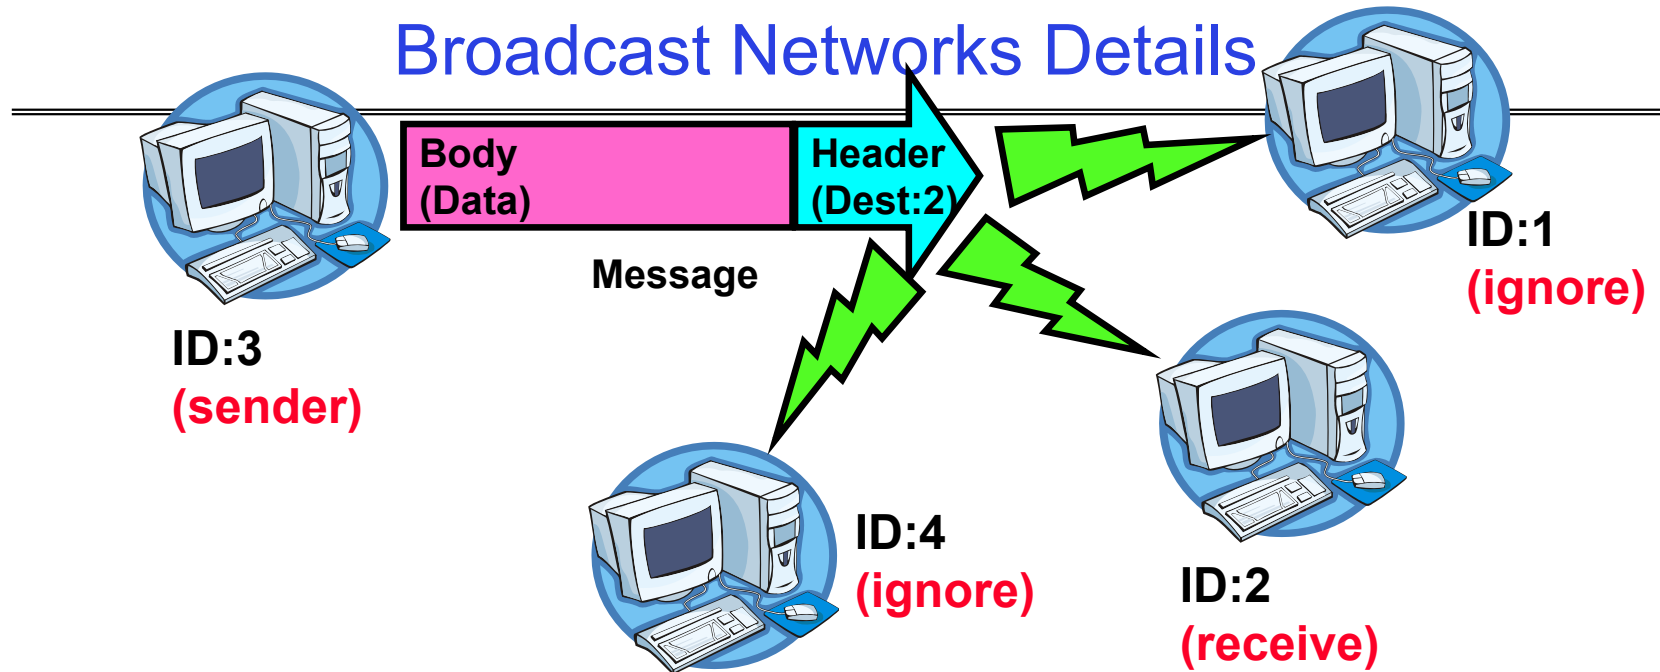 Broadcast Networks Details
Body
(Data)
Header
(Dest:2)
Message
ID:1
(ignore)
ID:3
(sender)
ID:4
(ignore)
ID:2
(receive)